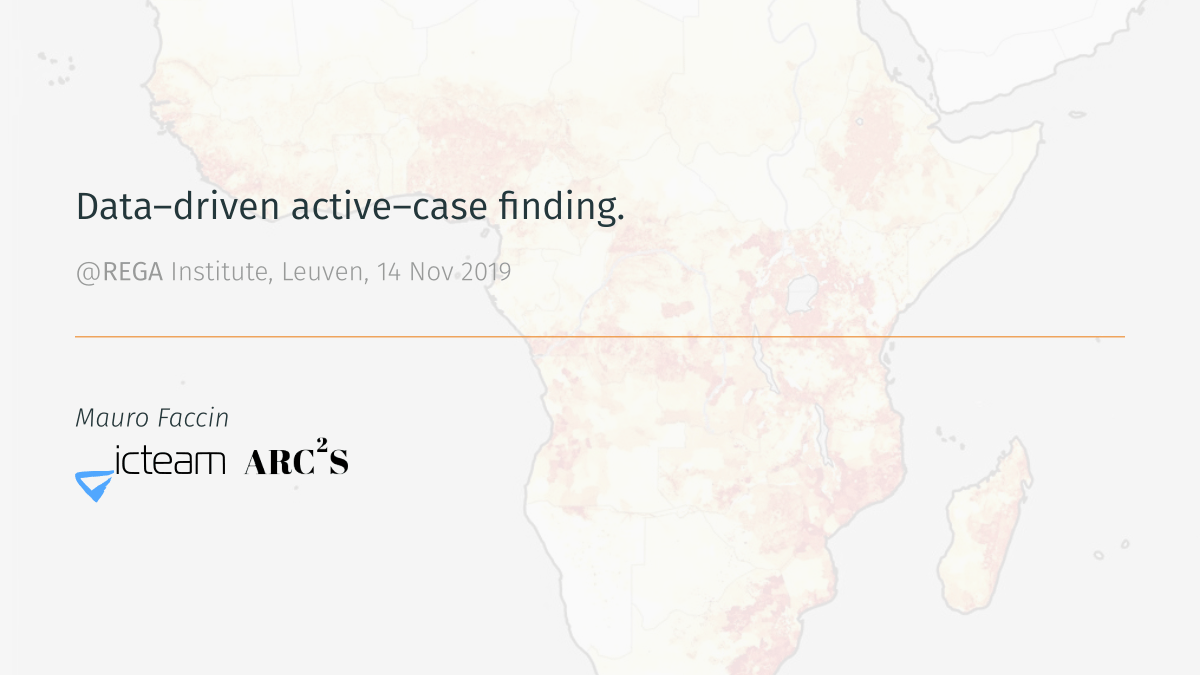 Data–driven active–case finding.
@REGA Institute, Leuven, 14 Nov 2019
Mauro Faccin
icteam ARC²S